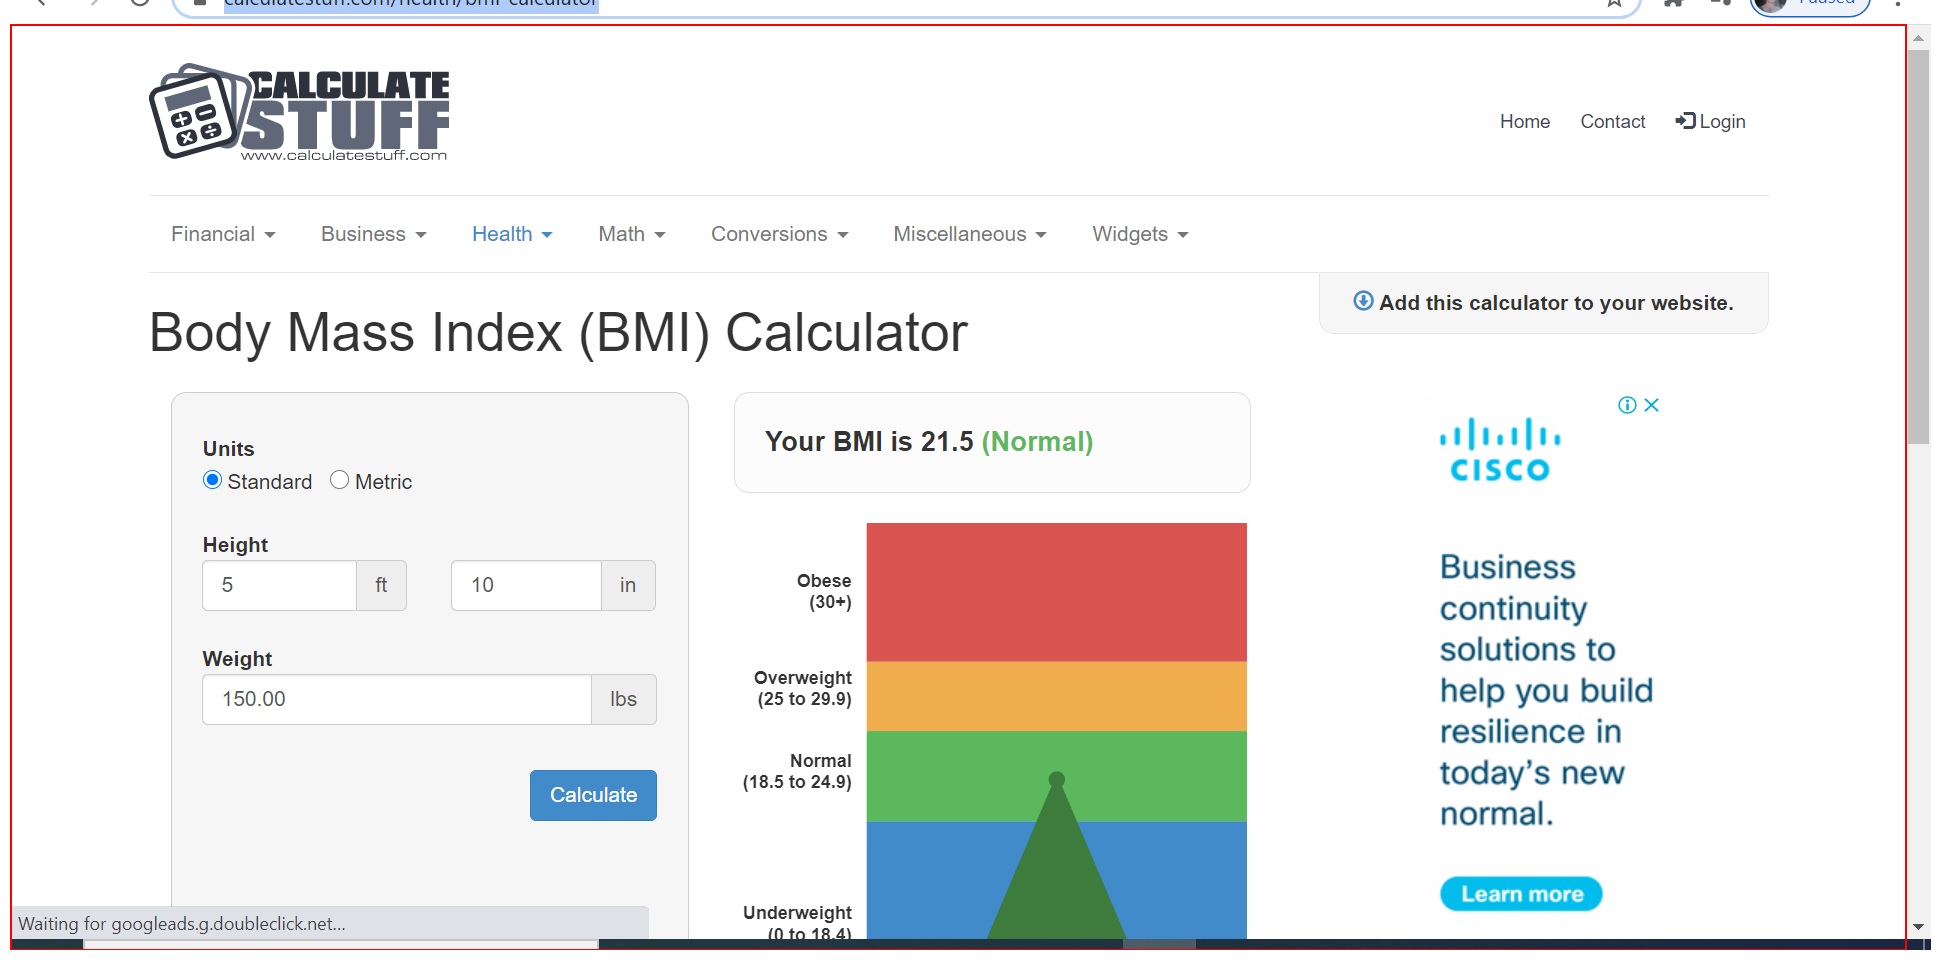 calculatestuff.com/health/bmi-calculator
Paused
CALCULATE
STUFF
www.calculatestuff.com
Home Contact Login
Financial Business Health Math Conversions Miscellaneous Widgets
Add this calculator to your website.
Body Mass Index (BMI) Calculator
Units
Standard Metric
Height
5 ft 10 in
Weight
150.00 lbs
Calculate
Your BMI is 21.5 (Normal)
Obese
(30+)
Overweight
(25 to 29.9)
Normal
(18.5 to 24.9)
Underweight
(0 to 18.4)
CISCO
Business
continuity
solutions to
help you build
resilience in
today's new
normal.
Learn more
Waiting for googleads.g.doubleclick.net...